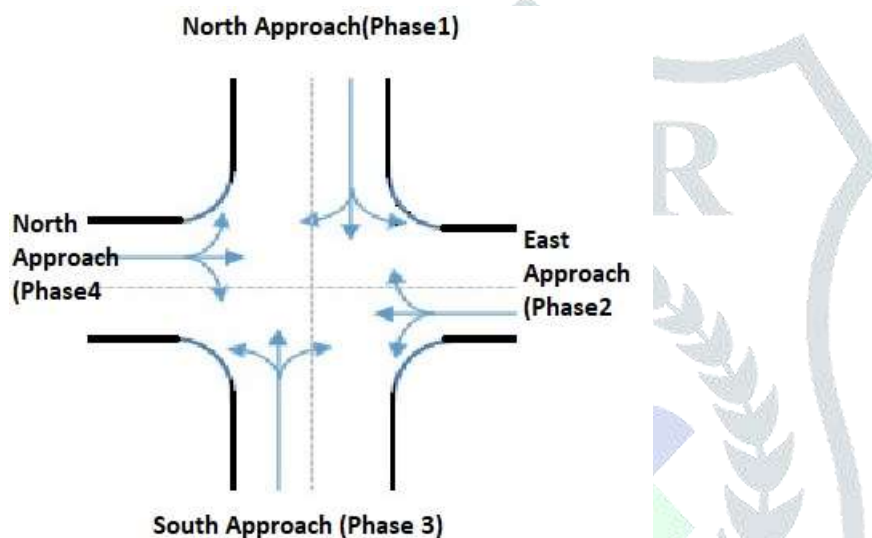 North Approach(Phase1)
North
Approach
(Phase4
East
Approach
(Phase2
South Approach (Phase 3)
R